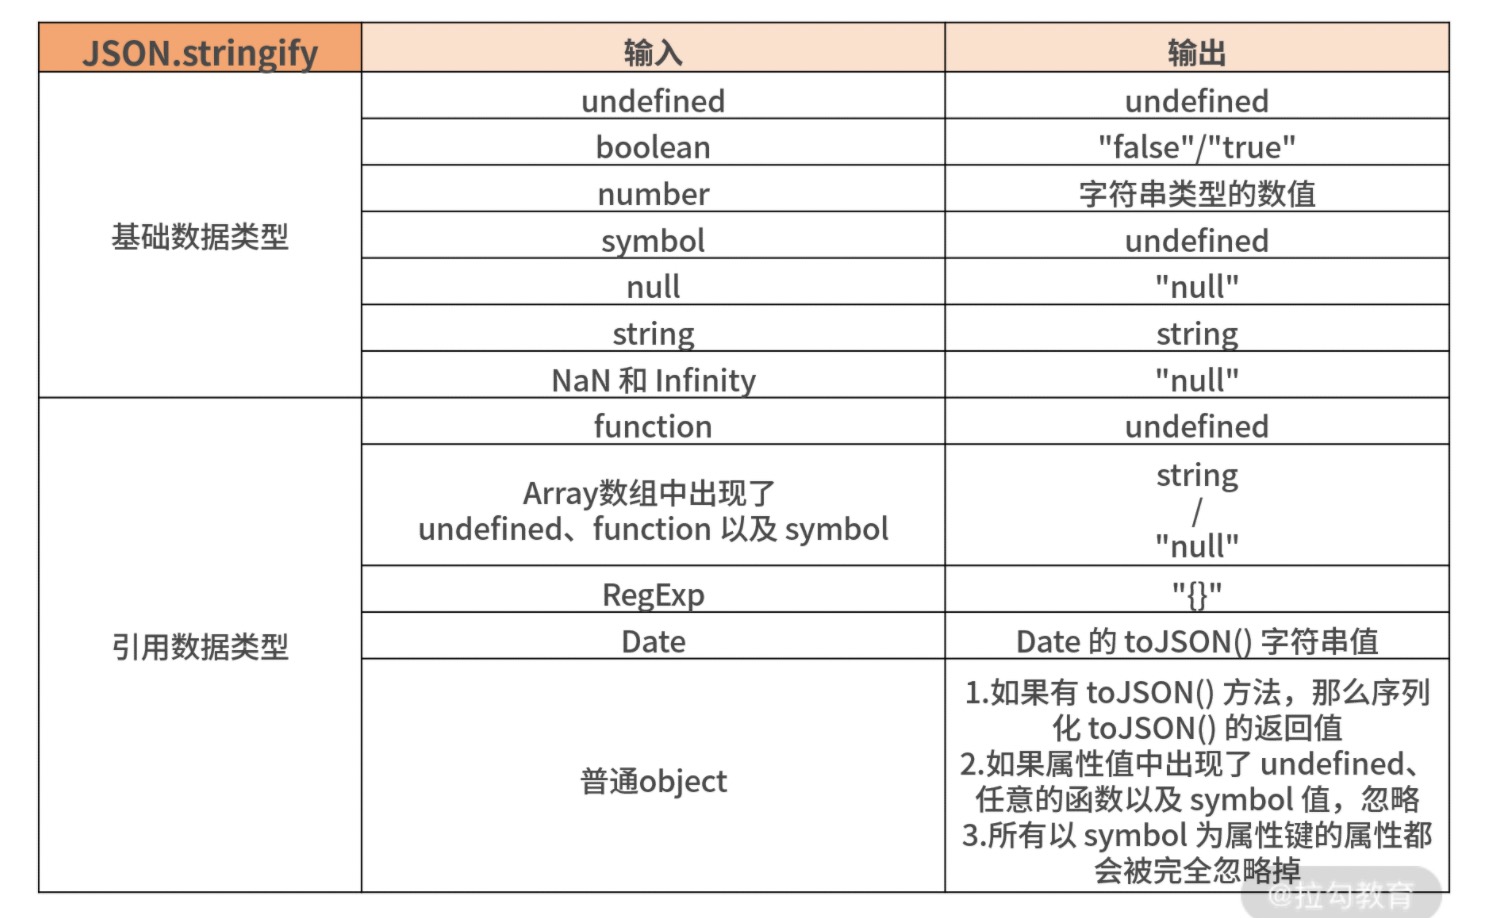 JSON.stringify 输入 输出
undefined undefined
boolean "false"/"true"
number 字符串类型的数值
基础数据类型 symbol undefined
null "null"
string string
NaN 和 Infinity "null"
function undefined
Array数组中出现了
undefined、function 以及 symbol
string
/
"null"
RegExp "{}"
引用数据类型 Date Date 的 toJSON() 字符串值
普通object
1.如果有 toJSON() 方法，那么序列
化 toJSON() 的返回值
2.如果属性值中出现了 undefined、
任意的函数以及 symbol 值，忽略
3.所有以 symbol 为属性键的属性都
会被完全忽略掉
@拉勾教育